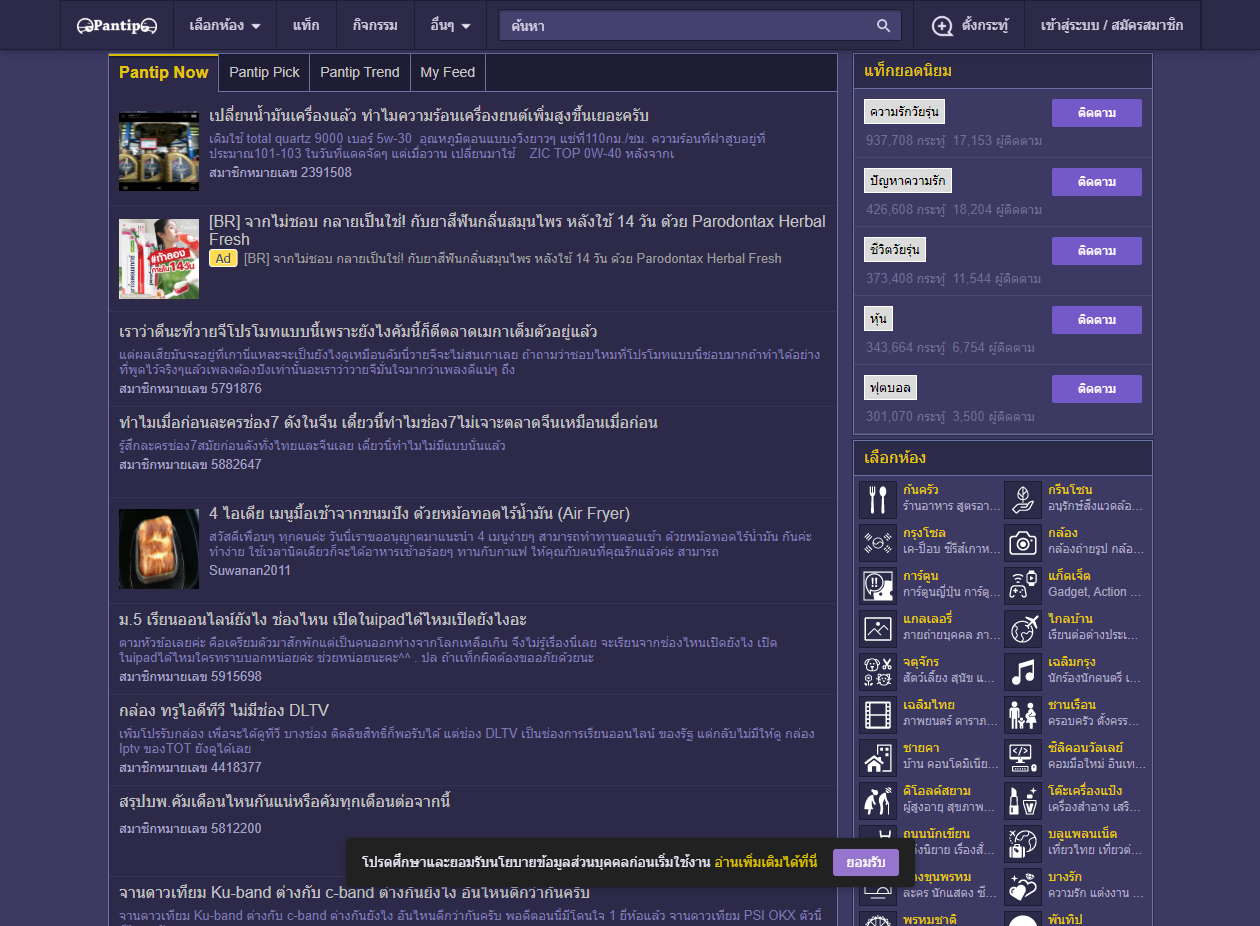 Pantip
เลือกห้อง
แท็ก
กิจกรรม
อื่นๆ
ค้นหา
ตั้งกระทู้
เข้าสู่ระบบ / สมัครสมาชิก
Pantip Now
Pantip Pick
Pantip Trend
My Feed
เปลี่ยนน้ำมันเครื่องแล้ว ทำไมความร้อนเครื่องยนต์เพิ่มสูงขึ้นเยอะครับ
เดิมใช้ total quartz 9000 เบอร์ 5w-30 อุณหภูมิตอนแบบงวิ่งยาวๆ แช่ที่110กม./ชม. ความร้อนที่ฝาสูบอยู่ที่
ประมาณ101-103 ในวันที่แดดจัดๆ แต่เมื่อวาน เปลี่ยนมาใช้ ZIC TOP 0W-40 หลังจากเ
สมาชิกหมายเลข 2391508
[BR] จากไม่ชอบ กลายเป็นใช่! กับยาสีฟันกลิ่นสมุนไพร หลังใช้ 14 วัน ด้วย Parodontax Herbal
Fresh
Ad [BR] จากไม่ชอบ กลายเป็นใช่! กับยาสีฟันกลิ่นสมุนไพร หลังใช้ 14 วัน ด้วย Parodontax Herbal Fresh
#ท้าลอง
ภายใน14วัน
เราว่าดีนะที่วายจีโปรโมทแบบนี้เพราะยังไงคัมนี้ก็ตีตลาดเมกาเต็มตัวอยู่แล้ว
แต่ผลเสียมันจะอยู่ที่เกานี่แหละจะเป็นยังไงดูเหมือนคัมนี้วายจีจะไม่สนเกาเลย ถ้าถามว่าชอบไหมที่โปรโมทแบบนี้ชอบมากถ้าทำได้อย่าง
ที่พูดไว้จริงๆแล้วเพลงต้องปังเท่านั้นอะเราว่าวายจีมั่นใจมากว่าเพลงดีแน่ๆ ถึง
สมาชิกหมายเลข 5791876
ทำไมเมื่อก่อนละครช่อง7 ดังในจีน เดี๋ยวนี้ทำไมช่อง7ไม่เจาะตลาดจีนเหมือนเมื่อก่อน
รู้สึกละครช่อง7สมัยก่อนดังทั้งไทยและจีนเลย เดี๋ยวนี้ทำไมไม่มีแบบนั้นแล้ว
สมาชิกหมายเลข 5882647
4 ไอเดีย เมนูมื้อเช้าจากขนมปัง ด้วยหม้อทอดไร้น้ำมัน (Air Fryer)
สวัสดีเพื่อนๆ ทุกคนค่ะ วันนี้เราขออนุญาตมาแนะนำ 4 เมนูง่ายๆ สามารถทำทานตอนเช้า ด้วยหม้อทอดไร้น้ำมัน กันค่ะ
ทำง่าย ใช้เวลานิดเดียวก็จะได้อาหารเช้าอร่อยๆ ทานกับกาแฟ ให้คุณกับคนที่คุณรักแล้วค่ะ สามารถ
Suwanan2011
ม.5 เรียนออนไลน์ยังไง ช่องไหน เปิดในipadได้ไหมเปิดยังไงอะ
ตามหัวข้อเลยค่ะ คือเตรียมตัวมาสักพักแต่เป็นคนออกห่างจากโลกเหลือเกิน จึงไม่รู้เรื่องนี้เลย จะเรียนจากช่องไหนเปิดยังไง เปิด
ในipadได้ไหมใครทราบบอกหน่อยค่ะ ช่วยหน่อยนะคะ^^ . ปล ถ้าแท็กผิดต้องขออภัยด้วยนะ
สมาชิกหมายเลข 5915698
กล่อง ทรูไอดีทีวี ไม่มีช่อง DLTV
เพิ่มโปรรับกล่อง เพื่อจะได้ดูทีวี บางช่อง ติดลิขสิทธิ์ก็พอรับได้ แต่ช่อง DLTV เป็นช่องการเรียนออนไลน์ ของรัฐ แต่กลับไม่มีให้ดู กล่อง
Iptv ของTOT ยังดูได้เลย
สมาชิกหมายเลข 4418377
สรุปบพ.คัมเดือนไหนกันแน่หรือคัมทุกเดือนต่อจากนี้
สมาชิกหมายเลข 5812200
จานดาวเทียม Ku-band ต่างกับ c-band ต่างกันยังไง อันไหนดีกว่ากันครับ
จานดาวเทียม Ku-band ต่างกับ c-band ต่างกันยังไง อันไหนดีกว่ากันครับ พอดีตอนนี้มีโดนใจ 1 ยี่ห้อแล้ว จานดาวเทียม PSI OKX ตัวนี้
แท็กยอดนิยม
ความรักวัยรุ่น
ติดตาม
937,708 กระทู้ 17,153 ผู้ติดตาม
ปัญหาความรัก
ติดตาม
426,608 กระทู้ 18,204 ผู้ติดตาม
ชีวิตวัยรุ่น
ติดตาม
373,408 กระทู้ 11,544 ผู้ติดตาม
หุ้น
ติดตาม
343,664 กระทู้ 6,754 ผู้ติดตาม
ฟุตบอล
ติดตาม
301,070 กระทู้ 3,500 ผู้ติดตาม
เลือกห้อง
ก้นครัว
ร้านอาหาร สูตรอา...
กรีนโซน
อนุรักษ์สิ่งแวดล้อ...
กรุงโซล
เค-ป็อบ ซีรีส์เกาห...
กล้อง
กล้องถ่ายรูป กล้อ...
การ์ตูน
การ์ตูนญี่ปุ่น การ์ตู...
แก็ดเจ็ต
Gadget, Action ...
แกลเลอรี่
ภายถ่ายบุคคล ภา...
ไกลบ้าน
เรียนต่อต่างประเ...
จตุจักร
สัตว์เลี้ยง สุนัข แ...
เฉลิมกรุง
นักร้องนักดนตรี เ...
เฉลิมไทย
ภาพยนตร์ ดาราภ...
ชานเรือน
ครอบครัว ตั้งครร...
ชายคา
บ้าน คอนโดมิเนีย...
ซิลิคอนวัลเลย์
คอมมือใหม่ อินเท...
ดิโอลด์สยาม
ผู้สูงอายุ สุขภาพ...
โต๊ะเครื่องแป้ง
เครื่องสำอาง เสริ...
ถนนนักเขียน
ต่งนิยาย เรื่องสั้...
บลูแพลนเน็ต
เที่ยวไทย เที่ยวต่...
างขุนพรหม
ละคร นักแสดง ซี...
บางรัก
ความรัก แต่งงาน ...
พรหมชาติ
พันทิป
โปรดศึกษาและยอมรับนโยบายข้อมูลส่วนบุคคลก่อนเริ่มใช้งาน อ่านเพิ่มเติมได้ที่นี่
ยอมรับ